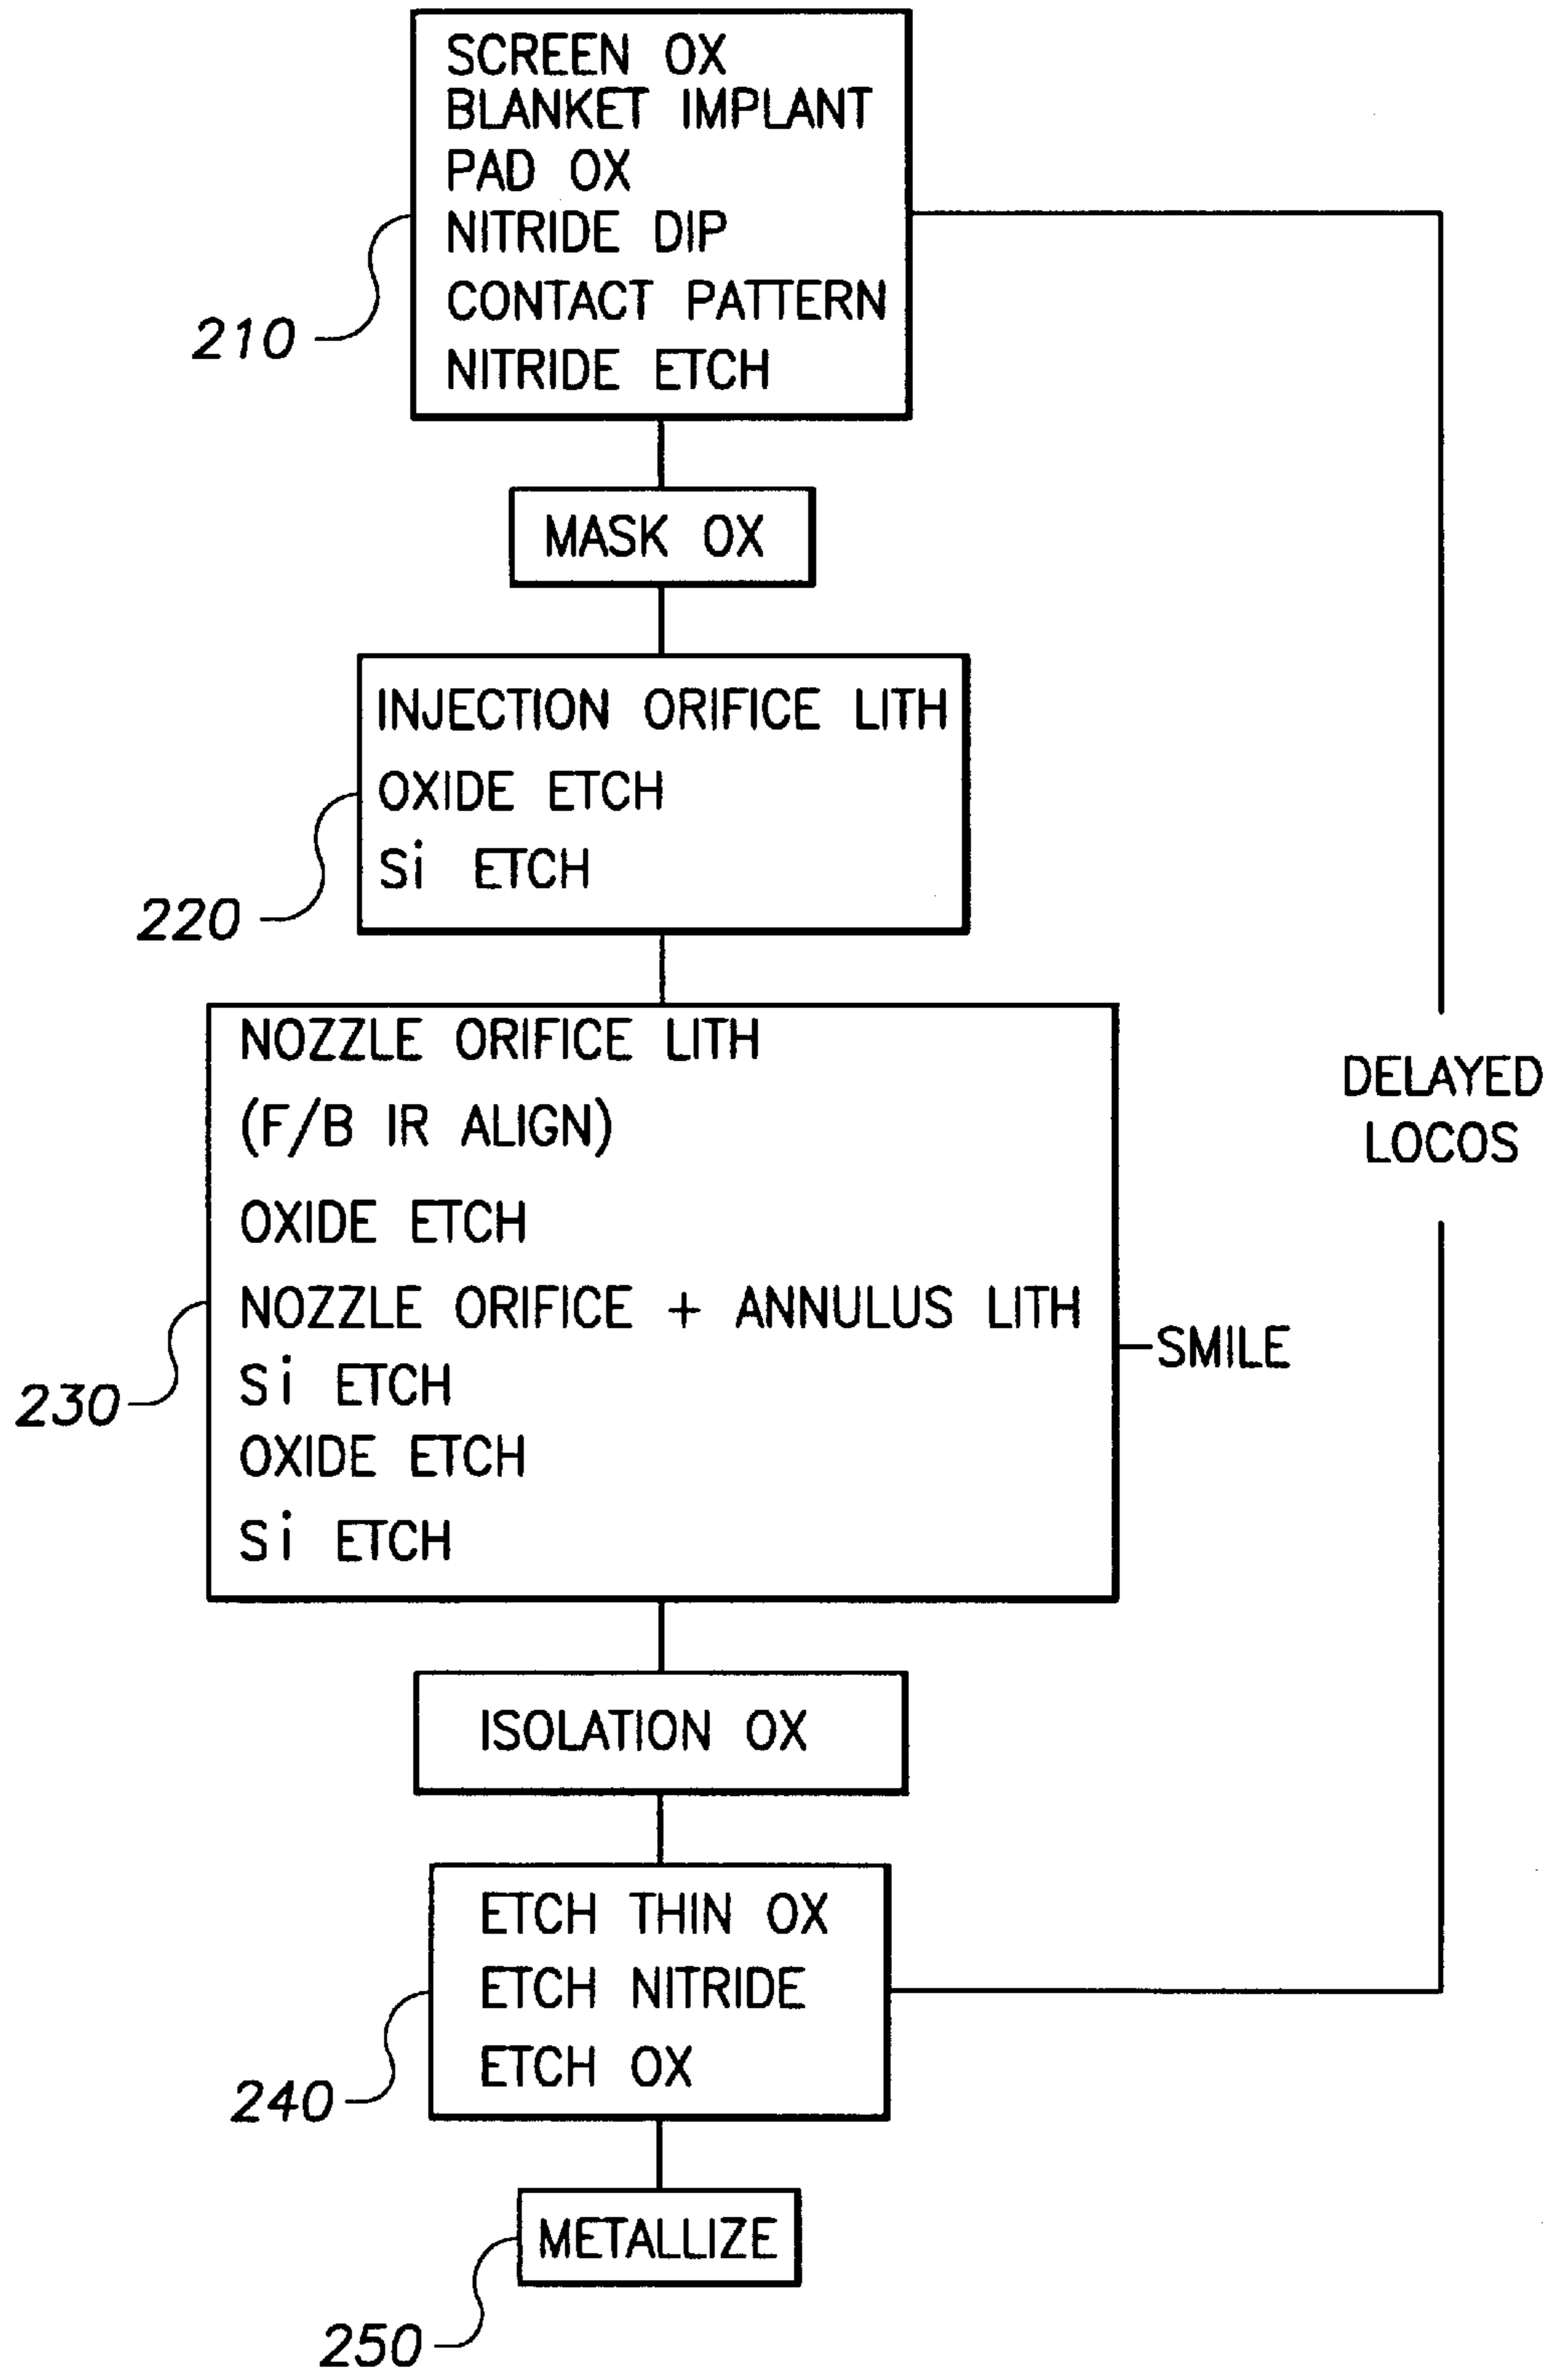 SCREEN OX
BLANKET IMPLANT
PAD OX
NITRIDE DIP
CONTACT PATTERN
NITRIDE ETCH
210
MASK OX
INJECTION ORIFICE LITH
OXIDE ETCH
Si ETCH
220
NOZZLE ORIFICE LITH
(F/B IR ALIGN)
OXIDE ETCH
NOZZLE ORIFICE + ANNULUS LITH
Si ETCH
OXIDE ETCH
Si ETCH
230
SMILE
DELAYED
LOCOS
ISOLATION OX
ETCH THIN OX
ETCH NITRIDE
ETCH OX
240
METALLIZE
250